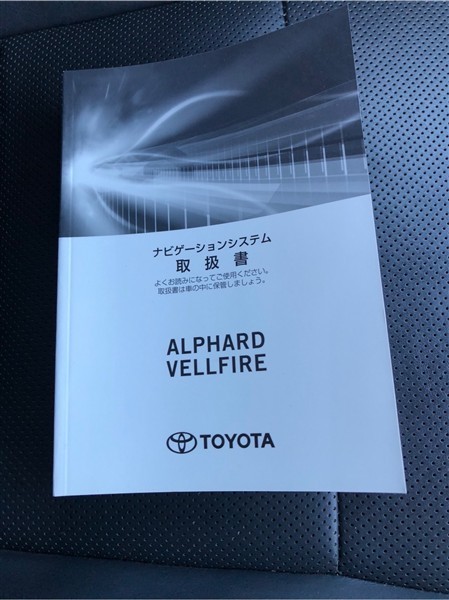 ナビゲーションシステム
取扱書
よくお読みになってご使用ください。
取扱書は車の中に保管しましょう。
ALPHARD
VELLFIRE
TOYOTA